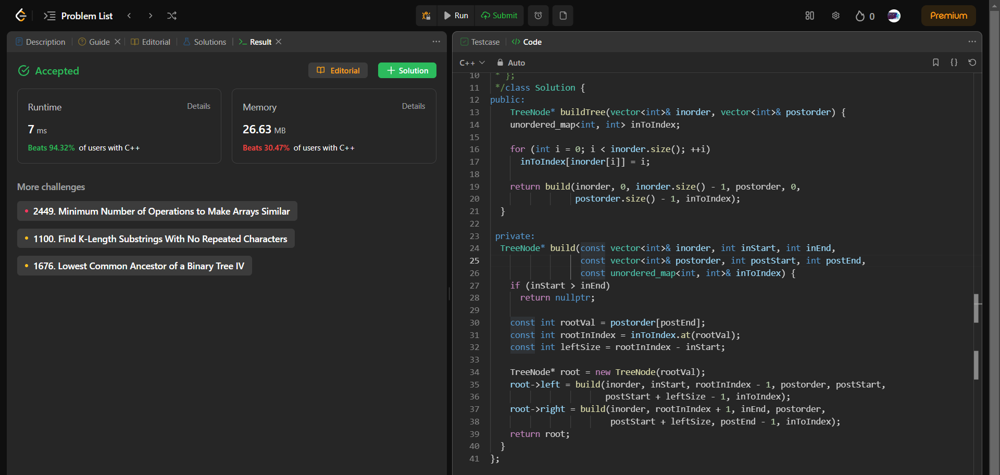 Problem List
Run
Submit
0
Premium
Description
Guide
Editorial
Solutions
Result
Accepted
Editorial
Solution
Runtime
Details
7 ms
Beats 94.32% of users with C++
Memory
Details
26.63 MB
Beats 30.47% of users with C++
More challenges
2449. Minimum Number of Operations to Make Arrays Similar
1100. Find K-Length Substrings With No Repeated Characters
1676. Lowest Common Ancestor of a Binary Tree IV
Testcase
</> Code
C++
Auto
{}
10 * };
11 */class Solution {
12 public:
13 TreeNode* buildTree(vector<int>& inorder, vector<int>& postorder) {
14 unordered_map<int, int> inToIndex;
15
16 for (int i = 0; i < inorder.size(); ++i)
17 inToIndex[inorder[i]] = i;
18
19 return build(inorder, 0, inorder.size() - 1, postorder, 0,
20 postorder.size() - 1, inToIndex);
21 }
22
23 private:
24 TreeNode* build(const vector<int>& inorder, int inStart, int inEnd,
25 const vector<int>& postorder, int postStart, int postEnd,
26 const unordered_map<int, int>& inToIndex) {
27 if (inStart > inEnd)
28 return nullptr;
29
30 const int rootVal = postorder[postEnd];
31 const int rootInIndex = inToIndex.at(rootVal);
32 const int leftSize = rootInIndex - inStart;
33
34 TreeNode* root = new TreeNode(rootVal);
35 root->left = build(inorder, inStart, rootInIndex - 1, postorder, postStart,
36 postStart + leftSize - 1, inToIndex);
37 root->right = build(inorder, rootInIndex + 1, inEnd, postorder,
38 postStart + leftSize, postEnd - 1, inToIndex);
39 return root;
40 }
41 };